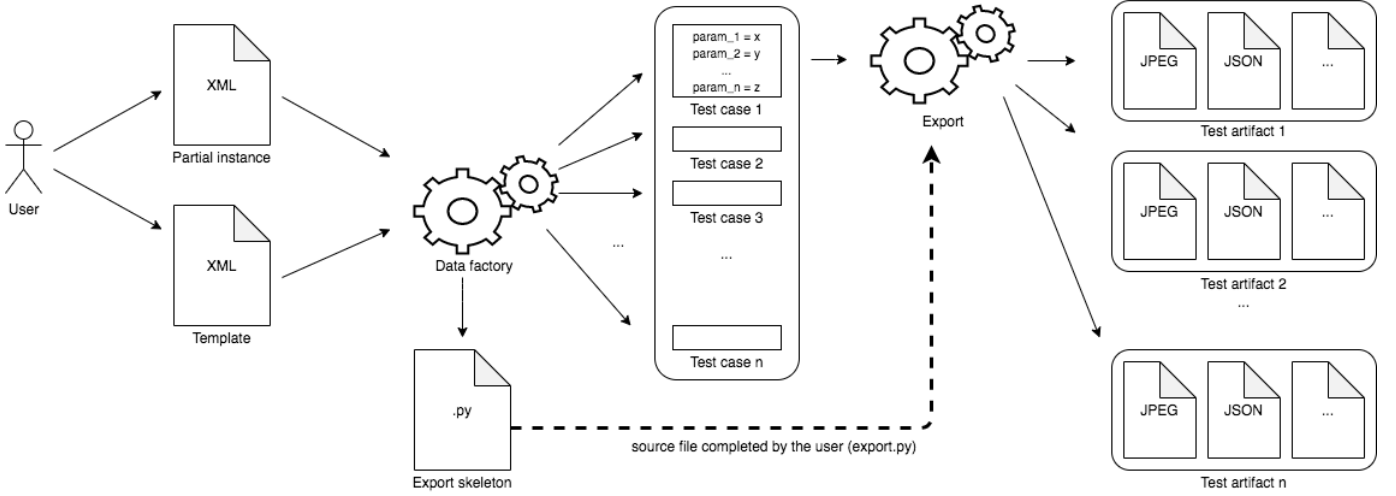 User
XML
Partial instance
XML
Template
Data factory
.py
Export skeleton
param_1 = x
param_2 = y
...
param_n = z
Test case 1
Test case 2
Test case 3
...
...
Test case n
source file completed by the user (export.py)
Export
JPEG
JSON
...
Test artifact 1
JPEG
JSON
...
Test artifact 2
...
JPEG
JSON
...
Test artifact n